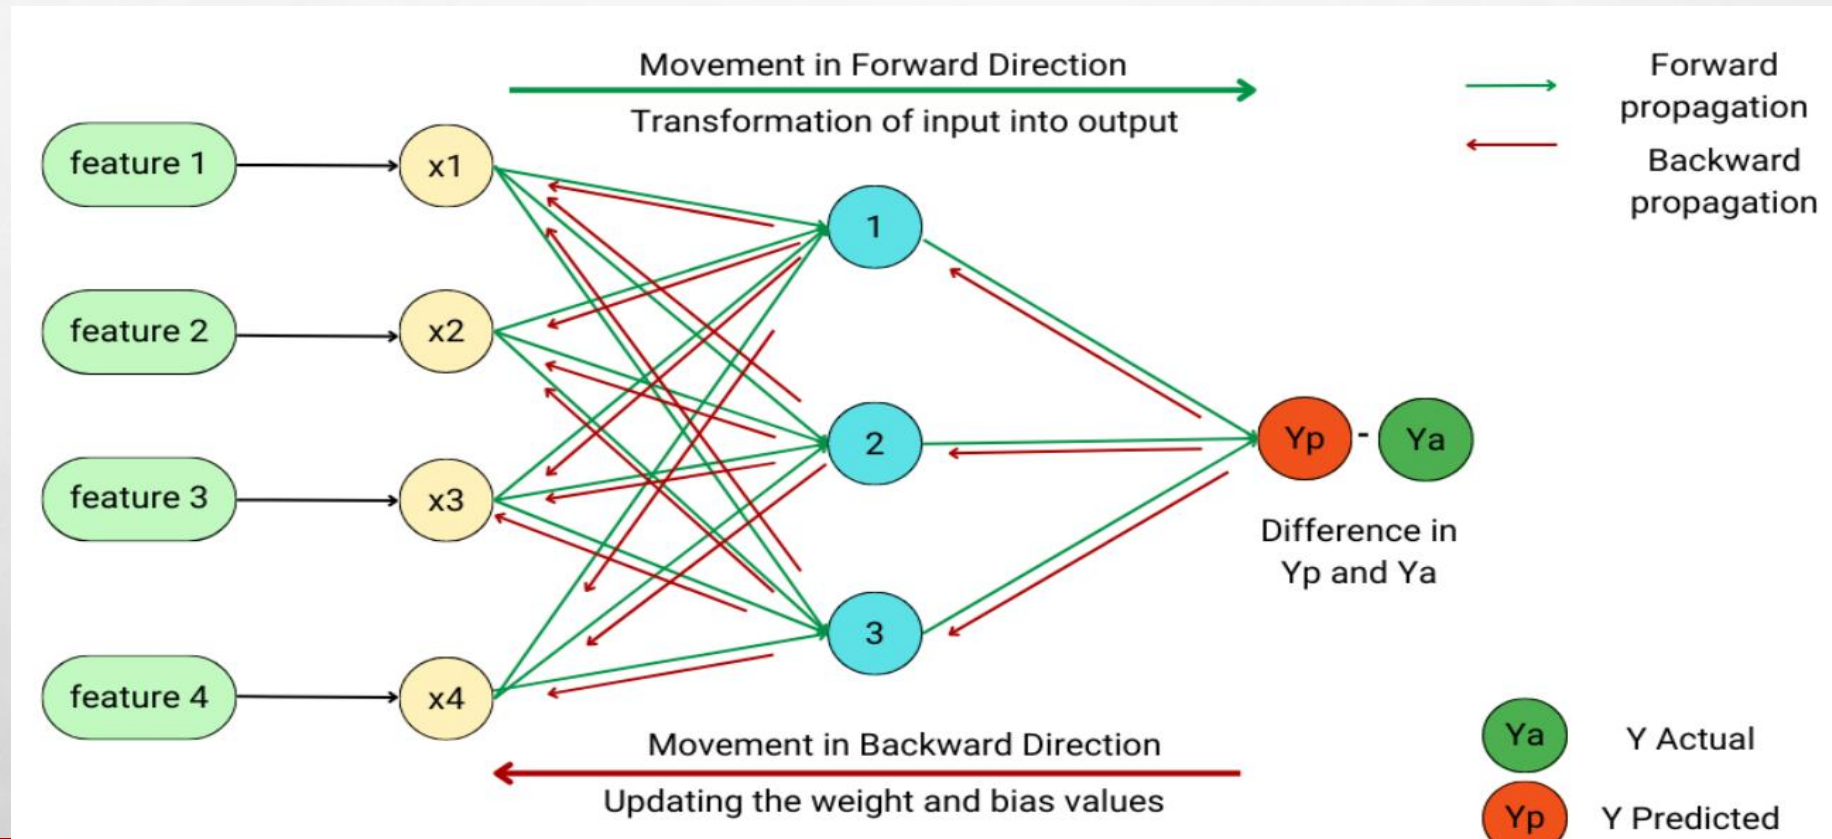 Movement in Forward Direction
Transformation of input into output
Forward
propagation
Backward
propagation
feature 1
x1
feature 2
x2
feature 3
x3
feature 4
x4
1
2
3
Yp - Ya
Difference in
Yp and Ya
Movement in Backward Direction
Updating the weight and bias values
Ya Y Actual
Yp Y Predicted